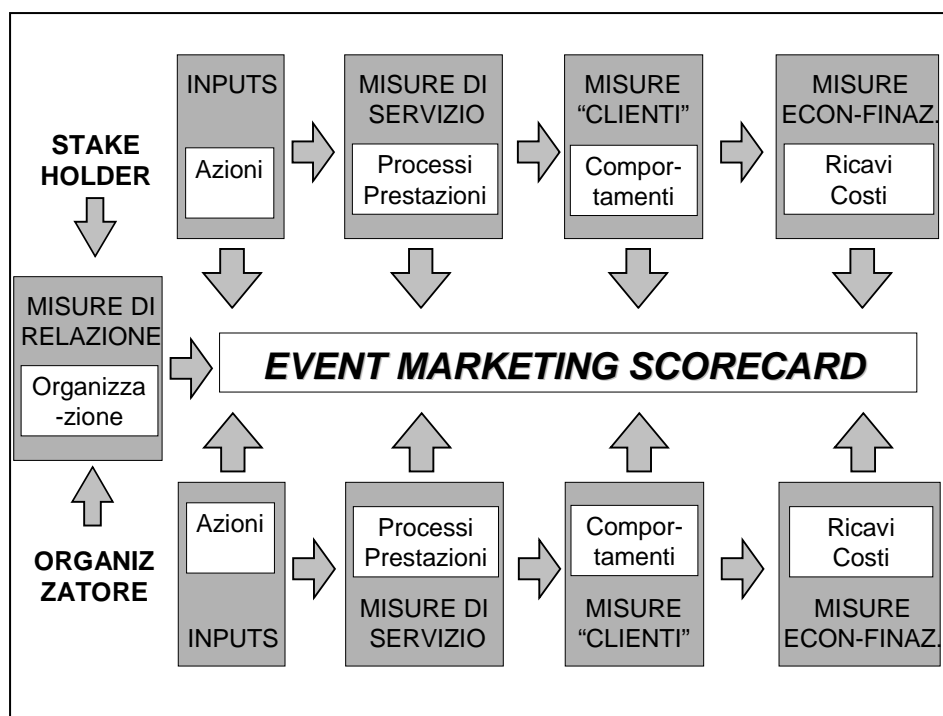 INPUTS
Azioni
MISURE DI
SERVIZIO
Processi
Prestazioni
MISURE
“CLIENTI”
Compor-
tamenti
MISURE
ECON-FINAZ.
Ricavi
Costi
STAKE
HOLDER
MISURE DI
RELAZIONE
Organizza
-zione
EVENT MARKETING SCORECARD
ORGANIZ
ZATORE
Azioni
INPUTS
Processi
Prestazioni
MISURE DI
SERVIZIO
Compor-
tamenti
MISURE
“CLIENTI”
Ricavi
Costi
MISURE
ECON-FINAZ.